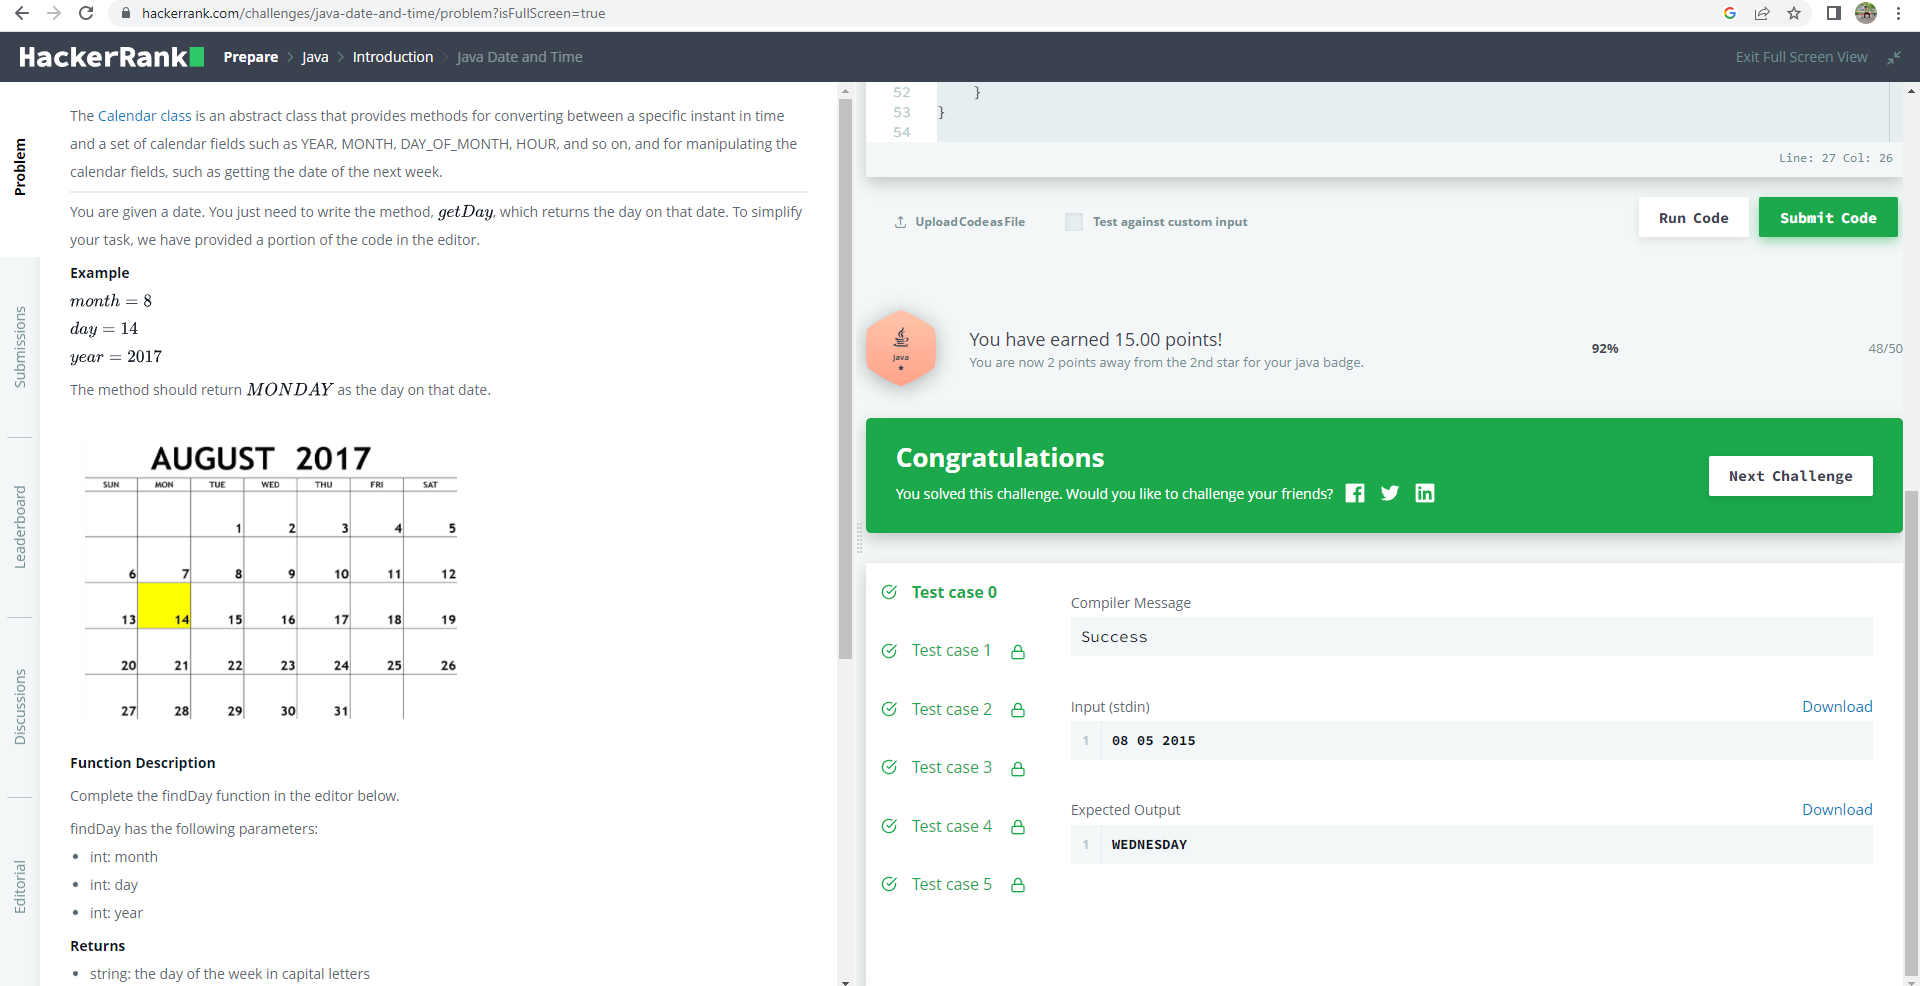 hackerrank.com/challenges/java-date-and-time/problem?isFullScreen=true
HackerRank
Prepare > Java > Introduction > Java Date and Time
Exit Full Screen View
Problem
Submissions
Leaderboard
Discussions
Editorial
The Calendar class is an abstract class that provides methods for converting between a specific instant in time
and a set of calendar fields such as YEAR, MONTH, DAY_OF_MONTH, HOUR, and so on, and for manipulating the
calendar fields, such as getting the date of the next week.
You are given a date. You just need to write the method, getDay, which returns the day on that date. To simplify
your task, we have provided a portion of the code in the editor.
Example
month = 8
day = 14
year = 2017
The method should return MONDAY as the day on that date.
AUGUST 2017
SUN MON TUE WED THU FRI SAT
1 2 3 4 5
6 7 8 9 10 11 12
13 14 15 16 17 18 19
20 21 22 23 24 25 26
27 28 29 30 31
Function Description
Complete the findDay function in the editor below.
findDay has the following parameters:
• int: month
• int: day
• int: year
Returns
• string: the day of the week in capital letters
52 }
53 }
54
Line: 27 Col: 26
Upload Code as File
Test against custom input
Run Code
Submit Code
Java
You have earned 15.00 points!
You are now 2 points away from the 2nd star for your java badge.
92%
48/50
Congratulations
You solved this challenge. Would you like to challenge your friends?
Next Challenge
Test case 0
Test case 1
Test case 2
Test case 3
Test case 4
Test case 5
Compiler Message
Success
Input (stdin)
Download
1 08 05 2015
Expected Output
Download
1 WEDNESDAY